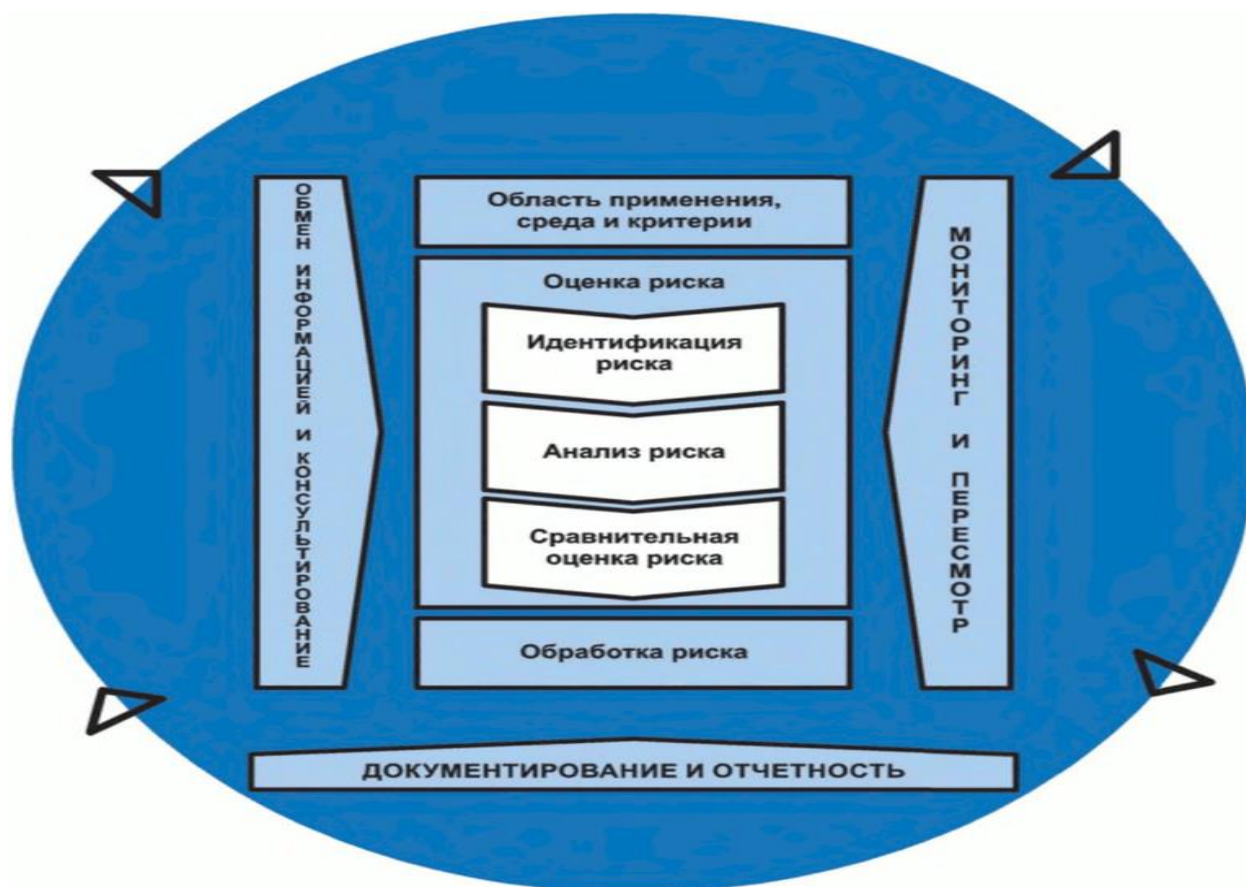 ОБМЕН ИНФОРМАЦИЕЙ И КОНСУЛЬТИРОВАНИЕ
Область применения,
среда и критерии
Оценка риска
Идентификация
риска
Анализ риска
Сравнительная
оценка риска
Обработка риска
МОНИТОРИНГ И ПЕРЕСМОТР
ДОКУМЕНТИРОВАНИЕ И ОТЧЕТНОСТЬ